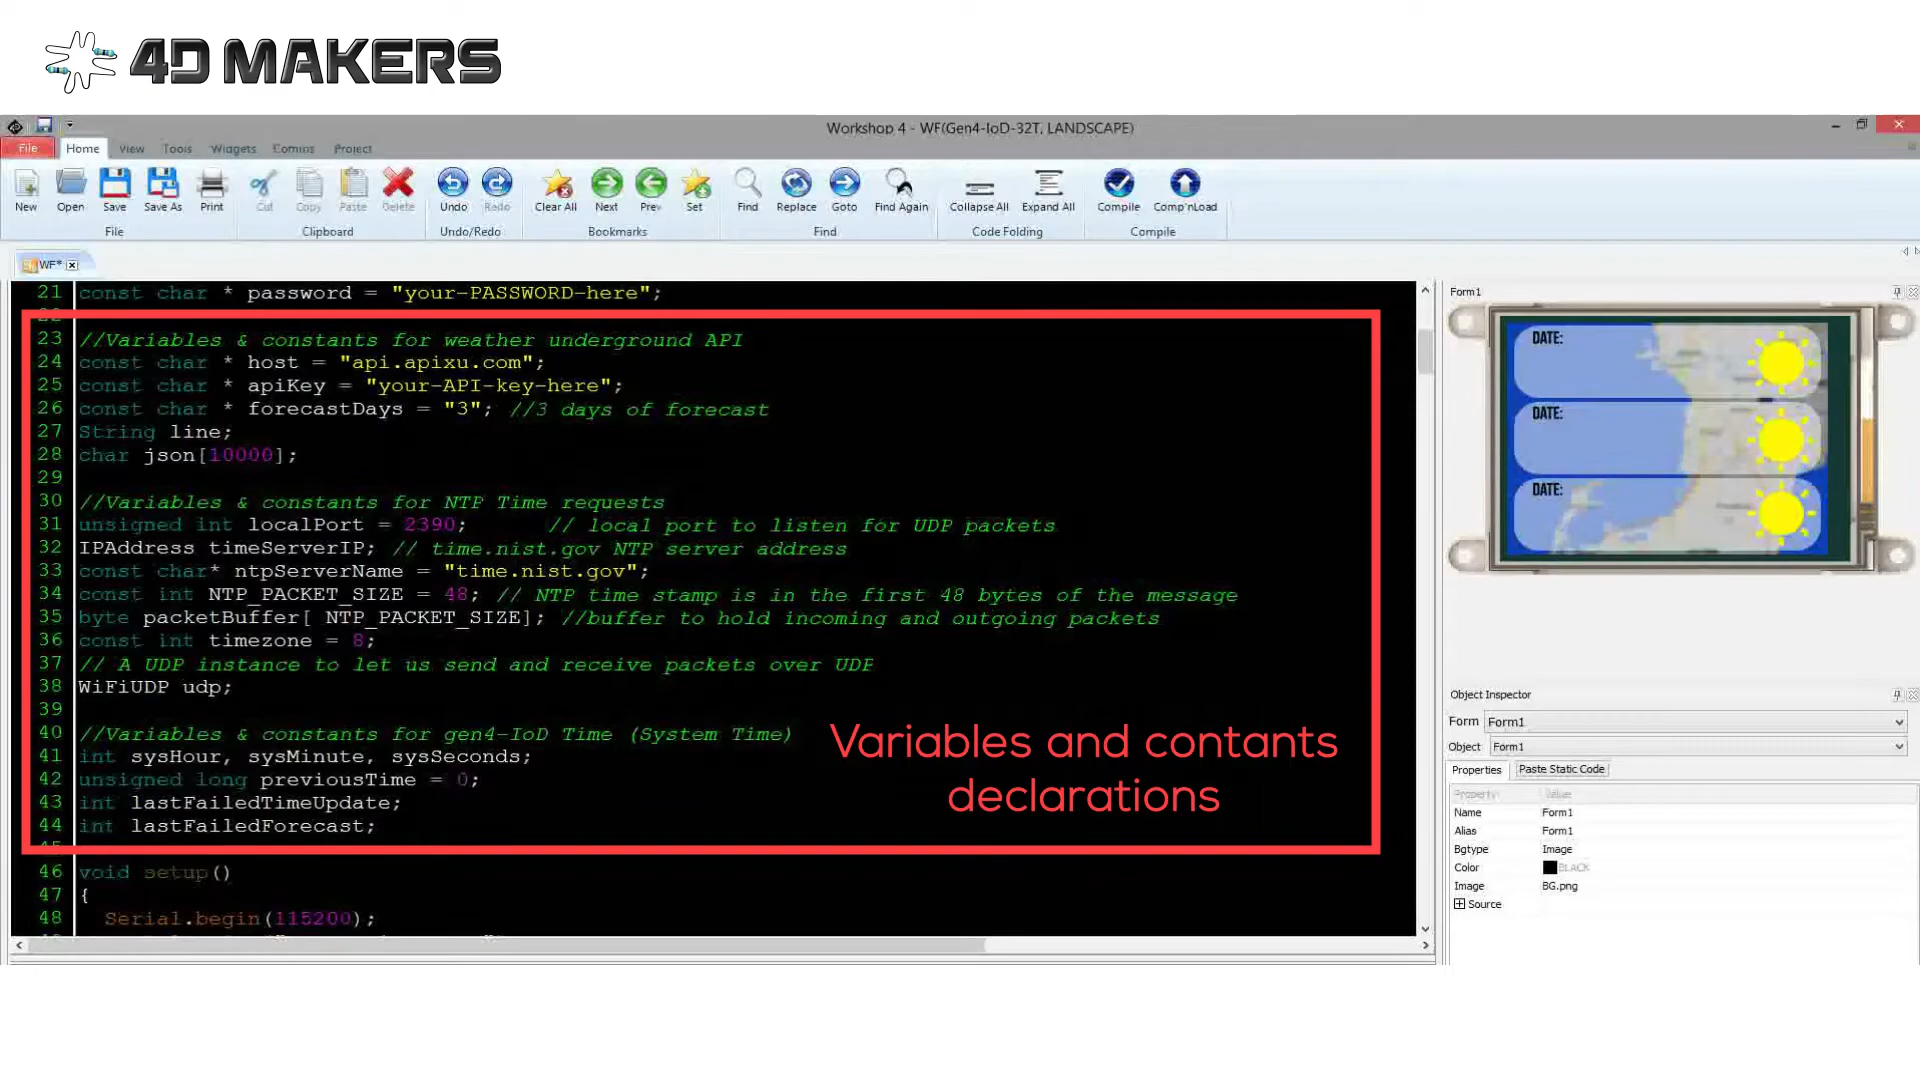 4D MAKERS
Workshop 4 - WF(Gen4-IoD-32T, LANDSCAPE)
File Home View Tools Widgets Comms Project
New Open Save Save As Print Cut Copy Paste Delete Undo Redo Clear All Next Prev Set Find Replace Goto Find Again Collapse All Expand All Compile Comp'nLoad
File Clipboard Undo/Redo Bookmarks Find Code Folding Compile
WF*
21 const char * password = "your-PASSWORD-here";
22
23 //Variables & constants for weather underground API
24 const char * host = "api.apixu.com";
25 const char * apiKey = "your-API-key-here";
26 const char * forecastDays = "3"; //3 days of forecast
27 String line;
28 char json[10000];
29
30 //Variables & constants for NTP Time requests
31 unsigned int localPort = 2390; // local port to listen for UDP packets
32 IPAddress timeServerIP; // time.nist.gov NTP server address
33 const char* ntpServerName = "time.nist.gov";
34 const int NTP_PACKET_SIZE = 48; // NTP time stamp is in the first 48 bytes of the message
35 byte packetBuffer[ NTP_PACKET_SIZE]; //buffer to hold incoming and outgoing packets
36 const int timezone = 8;
37 // A UDP instance to let us send and receive packets over UDP
38 WiFiUDP udp;
39
40 //Variables & constants for gen4-IoD Time (System Time)
41 int sysHour, sysMinute, sysSeconds;
42 unsigned long previousTime = 0;
43 int lastFailedTimeUpdate;
44 int lastFailedForecast;
45
46 void setup()
47 {
48 Serial.begin(115200);
Variables and contants
declarations
Form1
DATE:
DATE:
DATE:
Object Inspector
Form Form1
Object Form1
Properties Paste Static Code
Property Value
Name Form1
Alias Form1
Bgtype Image
Color BLACK
Image BG.png
Source